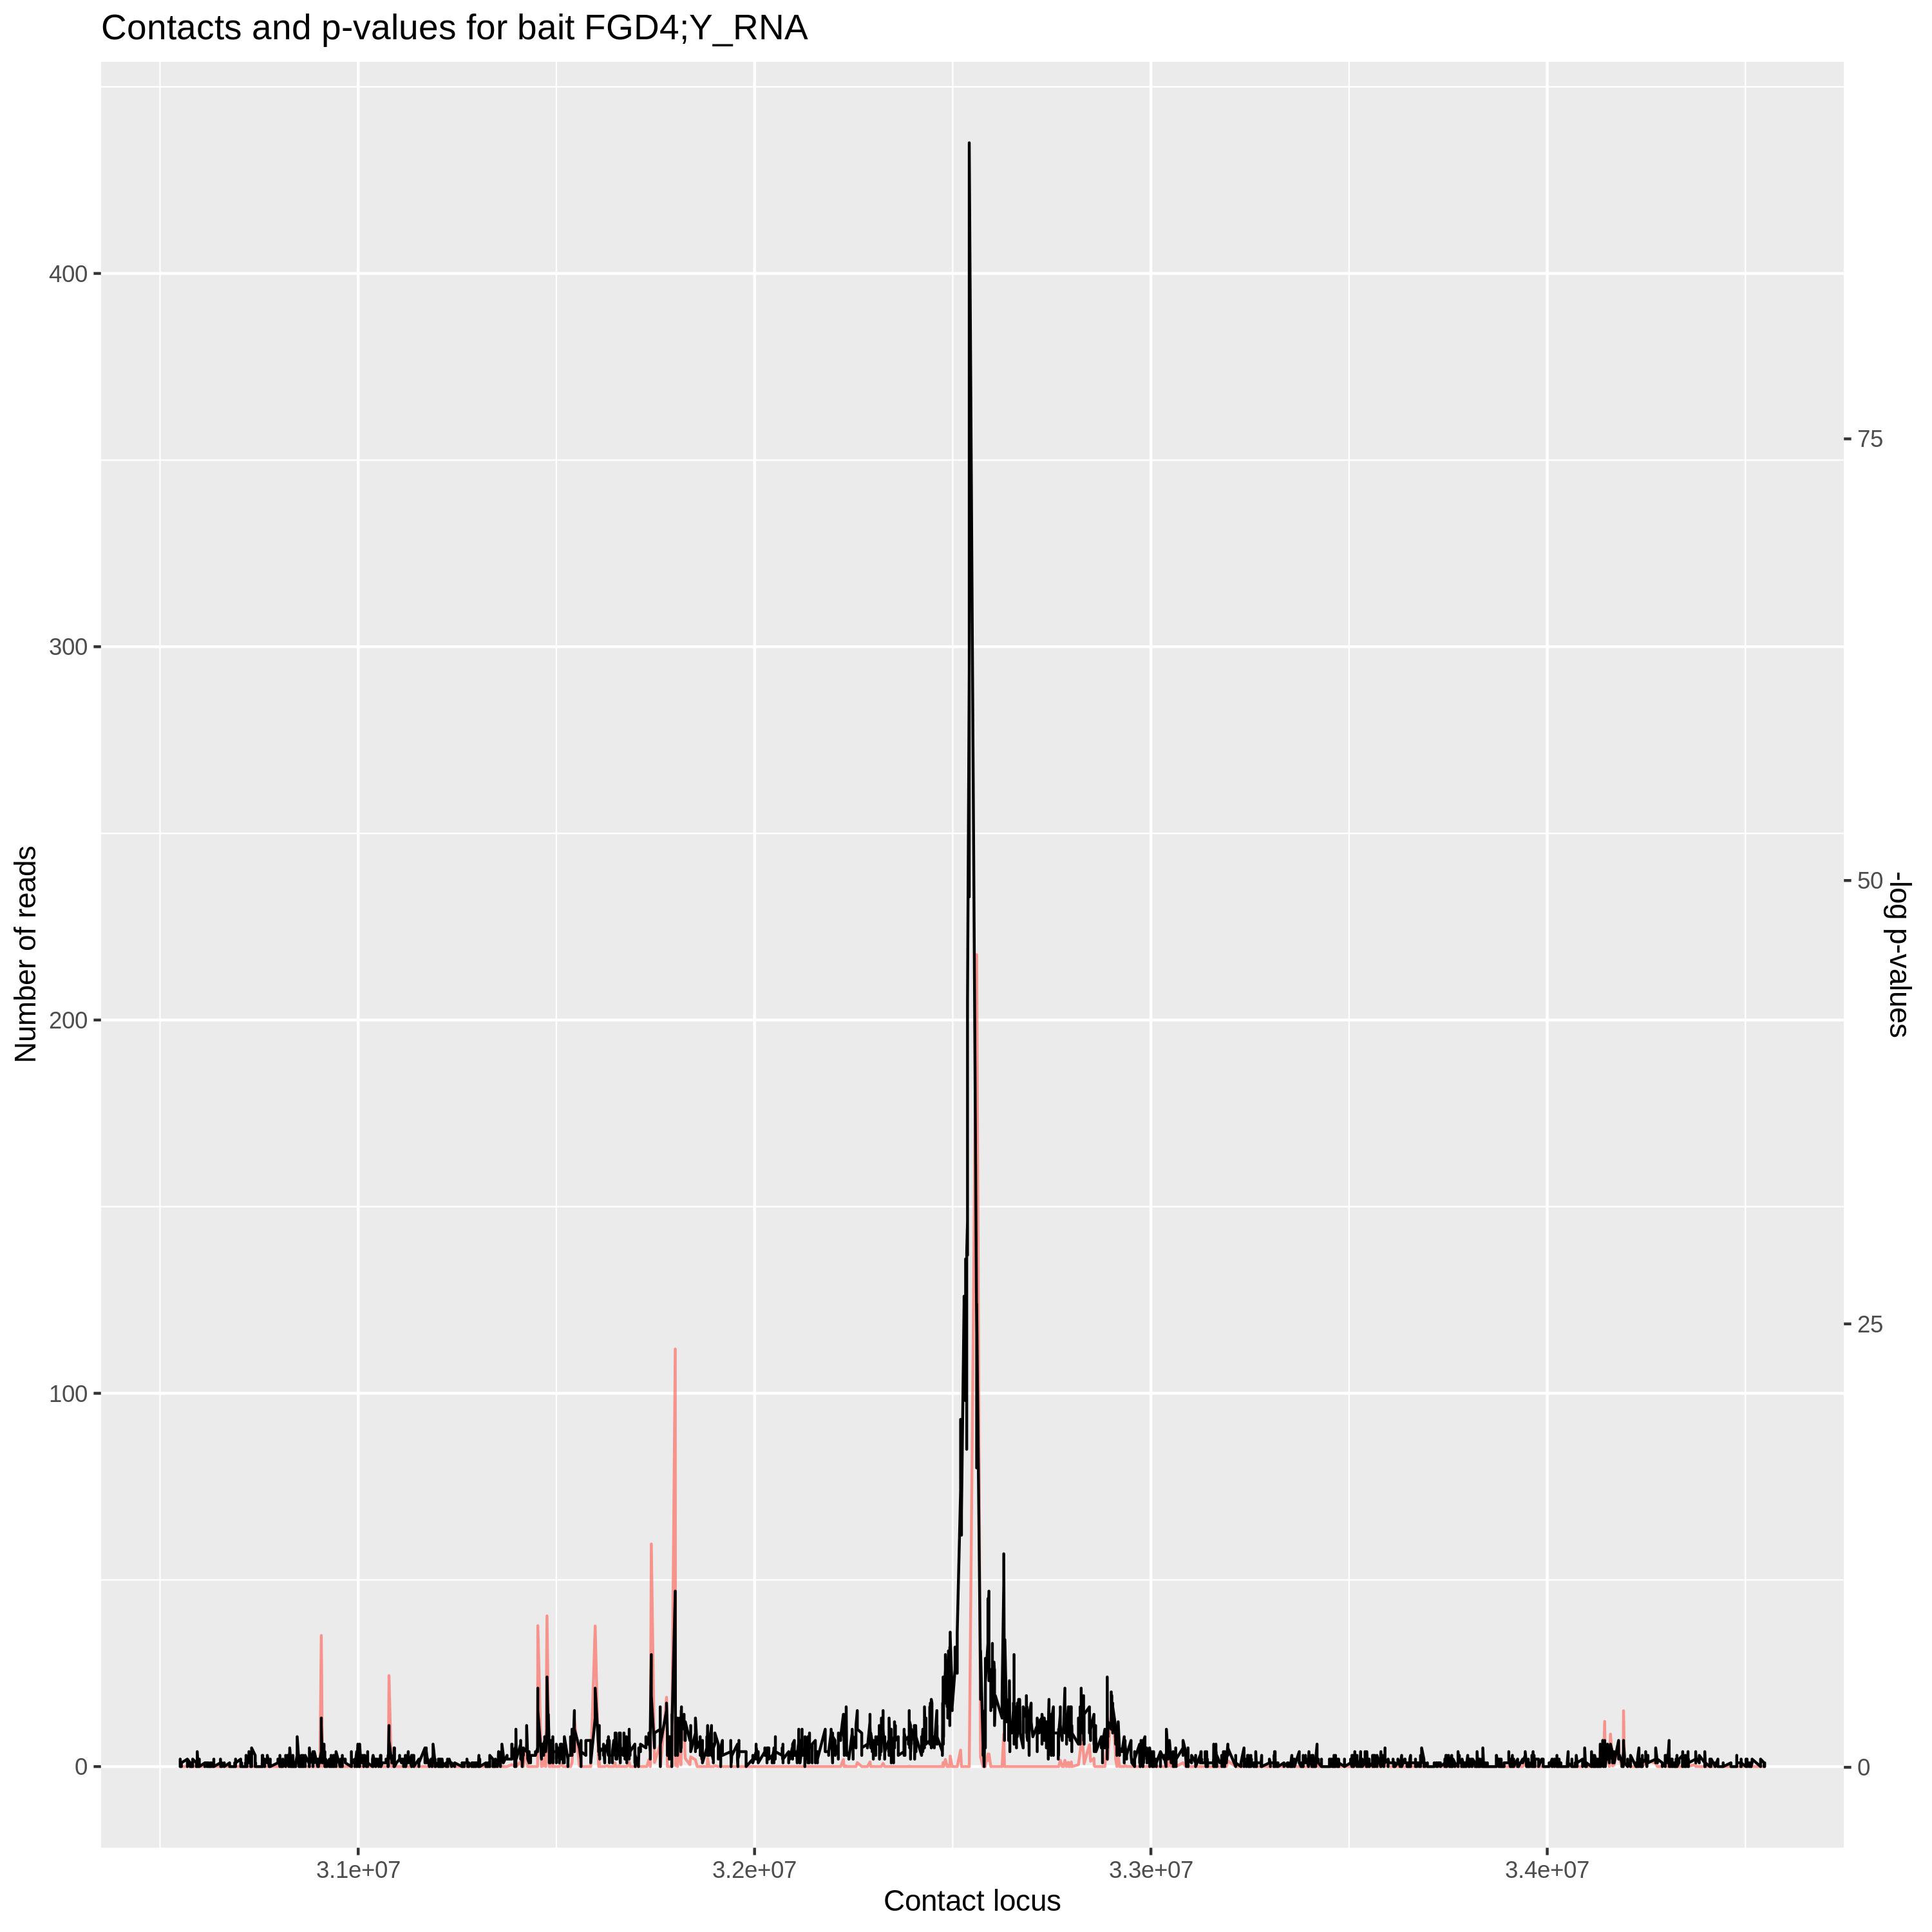 Contacts and p-values for bait FGD4;Y_RNA
Number of reads
400
300
200
100
0
75
50
25
0
-log p-values
3.1e+07
3.2e+07
3.3e+07
3.4e+07
Contact locus